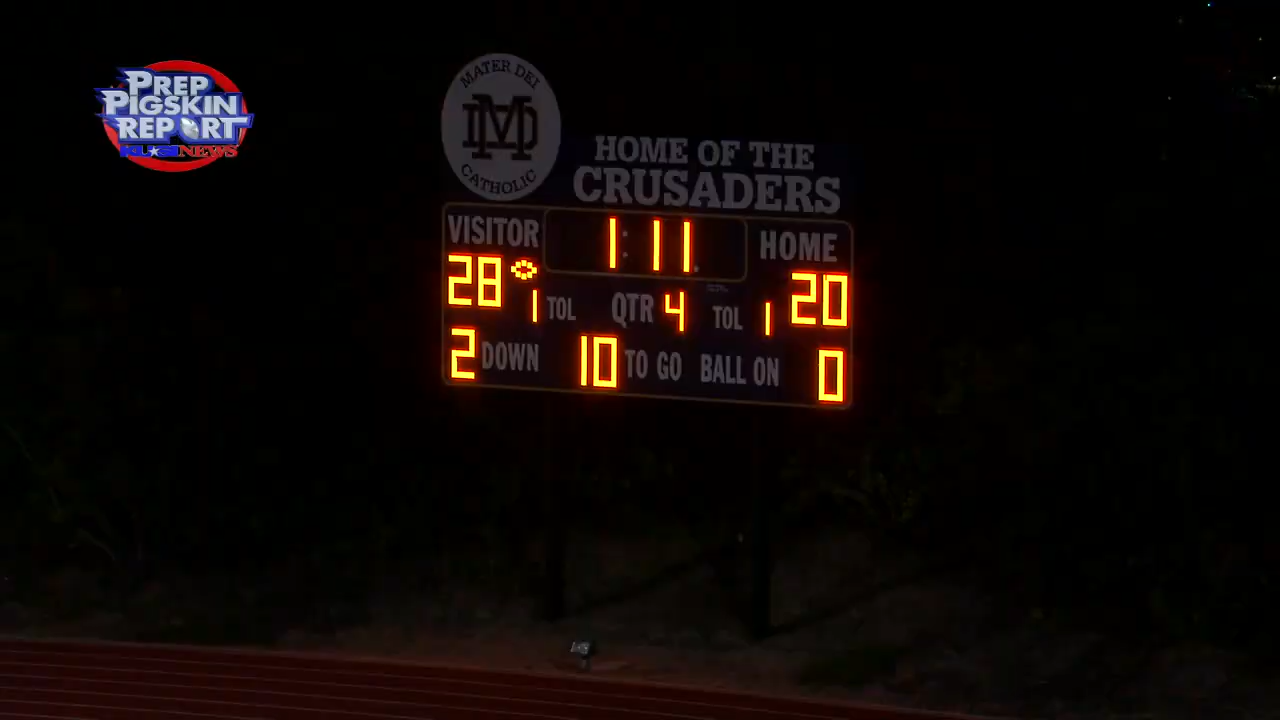 PREP
PIGSKIN
REPORT
KUSI NEWS
MATER DEI
MD
CATHOLIC
HOME OF THE
CRUSADERS
VISITOR 1:11 HOME
28 20
1 TOL QTR 4 TOL 1
2 DOWN 10 TO GO BALL ON 0